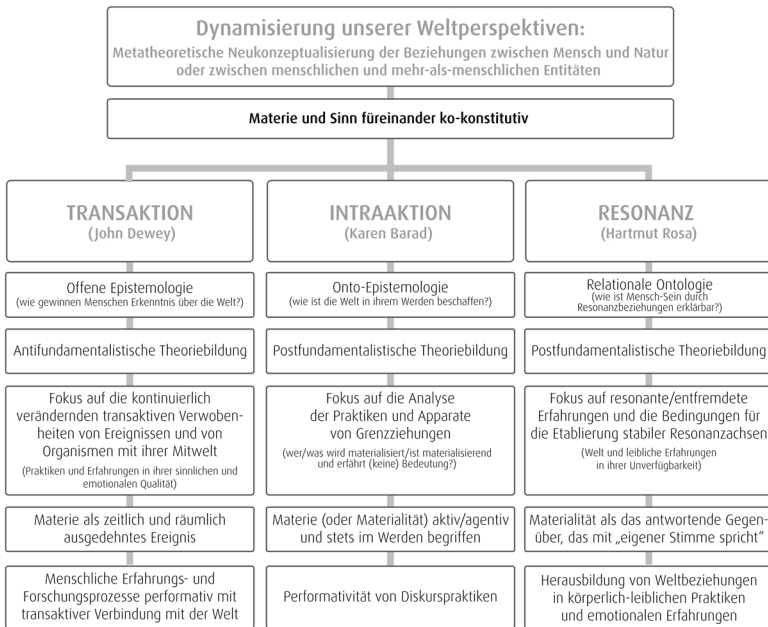 Dynamisierung unserer Weltperspektiven:
Metatheoretische Neukonzeptualisierung der Beziehungen zwischen Mensch und Natur
oder zwischen menschlichen und mehr-als-menschlichen Entitäten
Materie und Sinn füreinander ko-konstitutiv
TRANSAKTION
(John Dewey)
Offene Epistemologie
(wie gewinnen Menschen Erkenntnis über die Welt?)
Antifundamentalistische Theoriebildung
Fokus auf die kontinuierlich
verändernden transaktiven Verwoben-
heiten von Ereignissen und von
Organismen mit ihrer Mitwelt
(Praktiken und Erfahrungen in ihrer sinnlichen und
emotionalen Qualität)
Materie als zeitlich und räumlich
ausgedehntes Ereignis
Menschliche Erfahrungs- und
Forschungsprozesse performativ mit
transaktiver Verbindung mit der Welt
INTRAAKTION
(Karen Barad)
Onto-Epistemologie
(wie ist die Welt in ihrem Werden beschaffen?)
Postfundamentalistische Theoriebildung
Fokus auf die Analyse
der Praktiken und Apparate
von Grenzziehungen
(wer/was wird materialisiert/ist materialisierend
und erfährt (keine) Bedeutung?)
Materie (oder Materialität) aktiv/agentiv
und stets im Werden begriffen
Performativität von Diskurspraktiken
RESONANZ
(Hartmut Rosa)
Relationale Ontologie
(wie ist Mensch-Sein durch
Resonanzbeziehungen erklärbar?)
Postfundamentalistische Theoriebildung
Fokus auf resonante/entfremdete
Erfahrungen und die Bedingungen für
die Etablierung stabiler Resonanzachsen
(Welt und leibliche Erfahrungen
in ihrer Unverfügbarkeit)
Materialität als das antwortende Gegen-
über, das mit „eigener Stimme spricht“
Herausbildung von Weltbeziehungen
in körperlich-leiblichen Praktiken
und emotionalen Erfahrungen